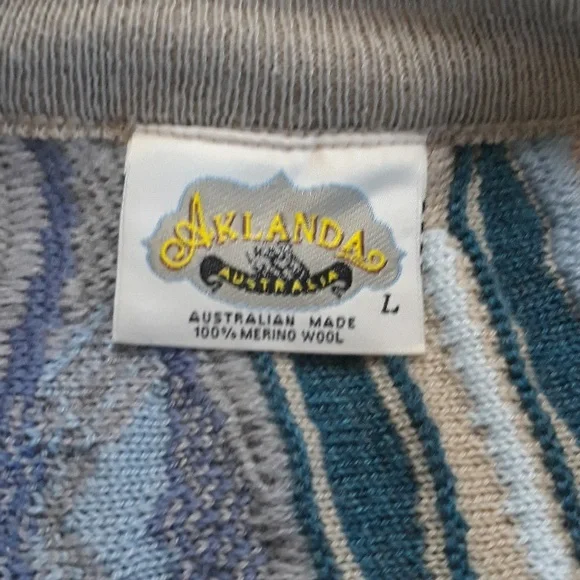 AKLANDA
AUSTRALIA
L
AUSTRALIAN MADE
100% MERINO WOOL